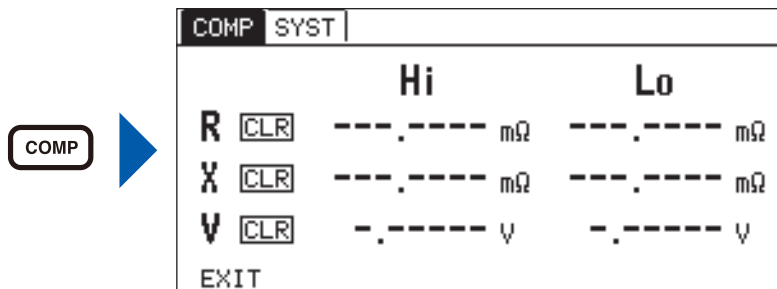 COMP
COMP SYST
Hi Lo
R CLR ---.---- mΩ ---.---- mΩ
X CLR ---.---- mΩ ---.---- mΩ
V CLR -.----- V -.----- V
EXIT